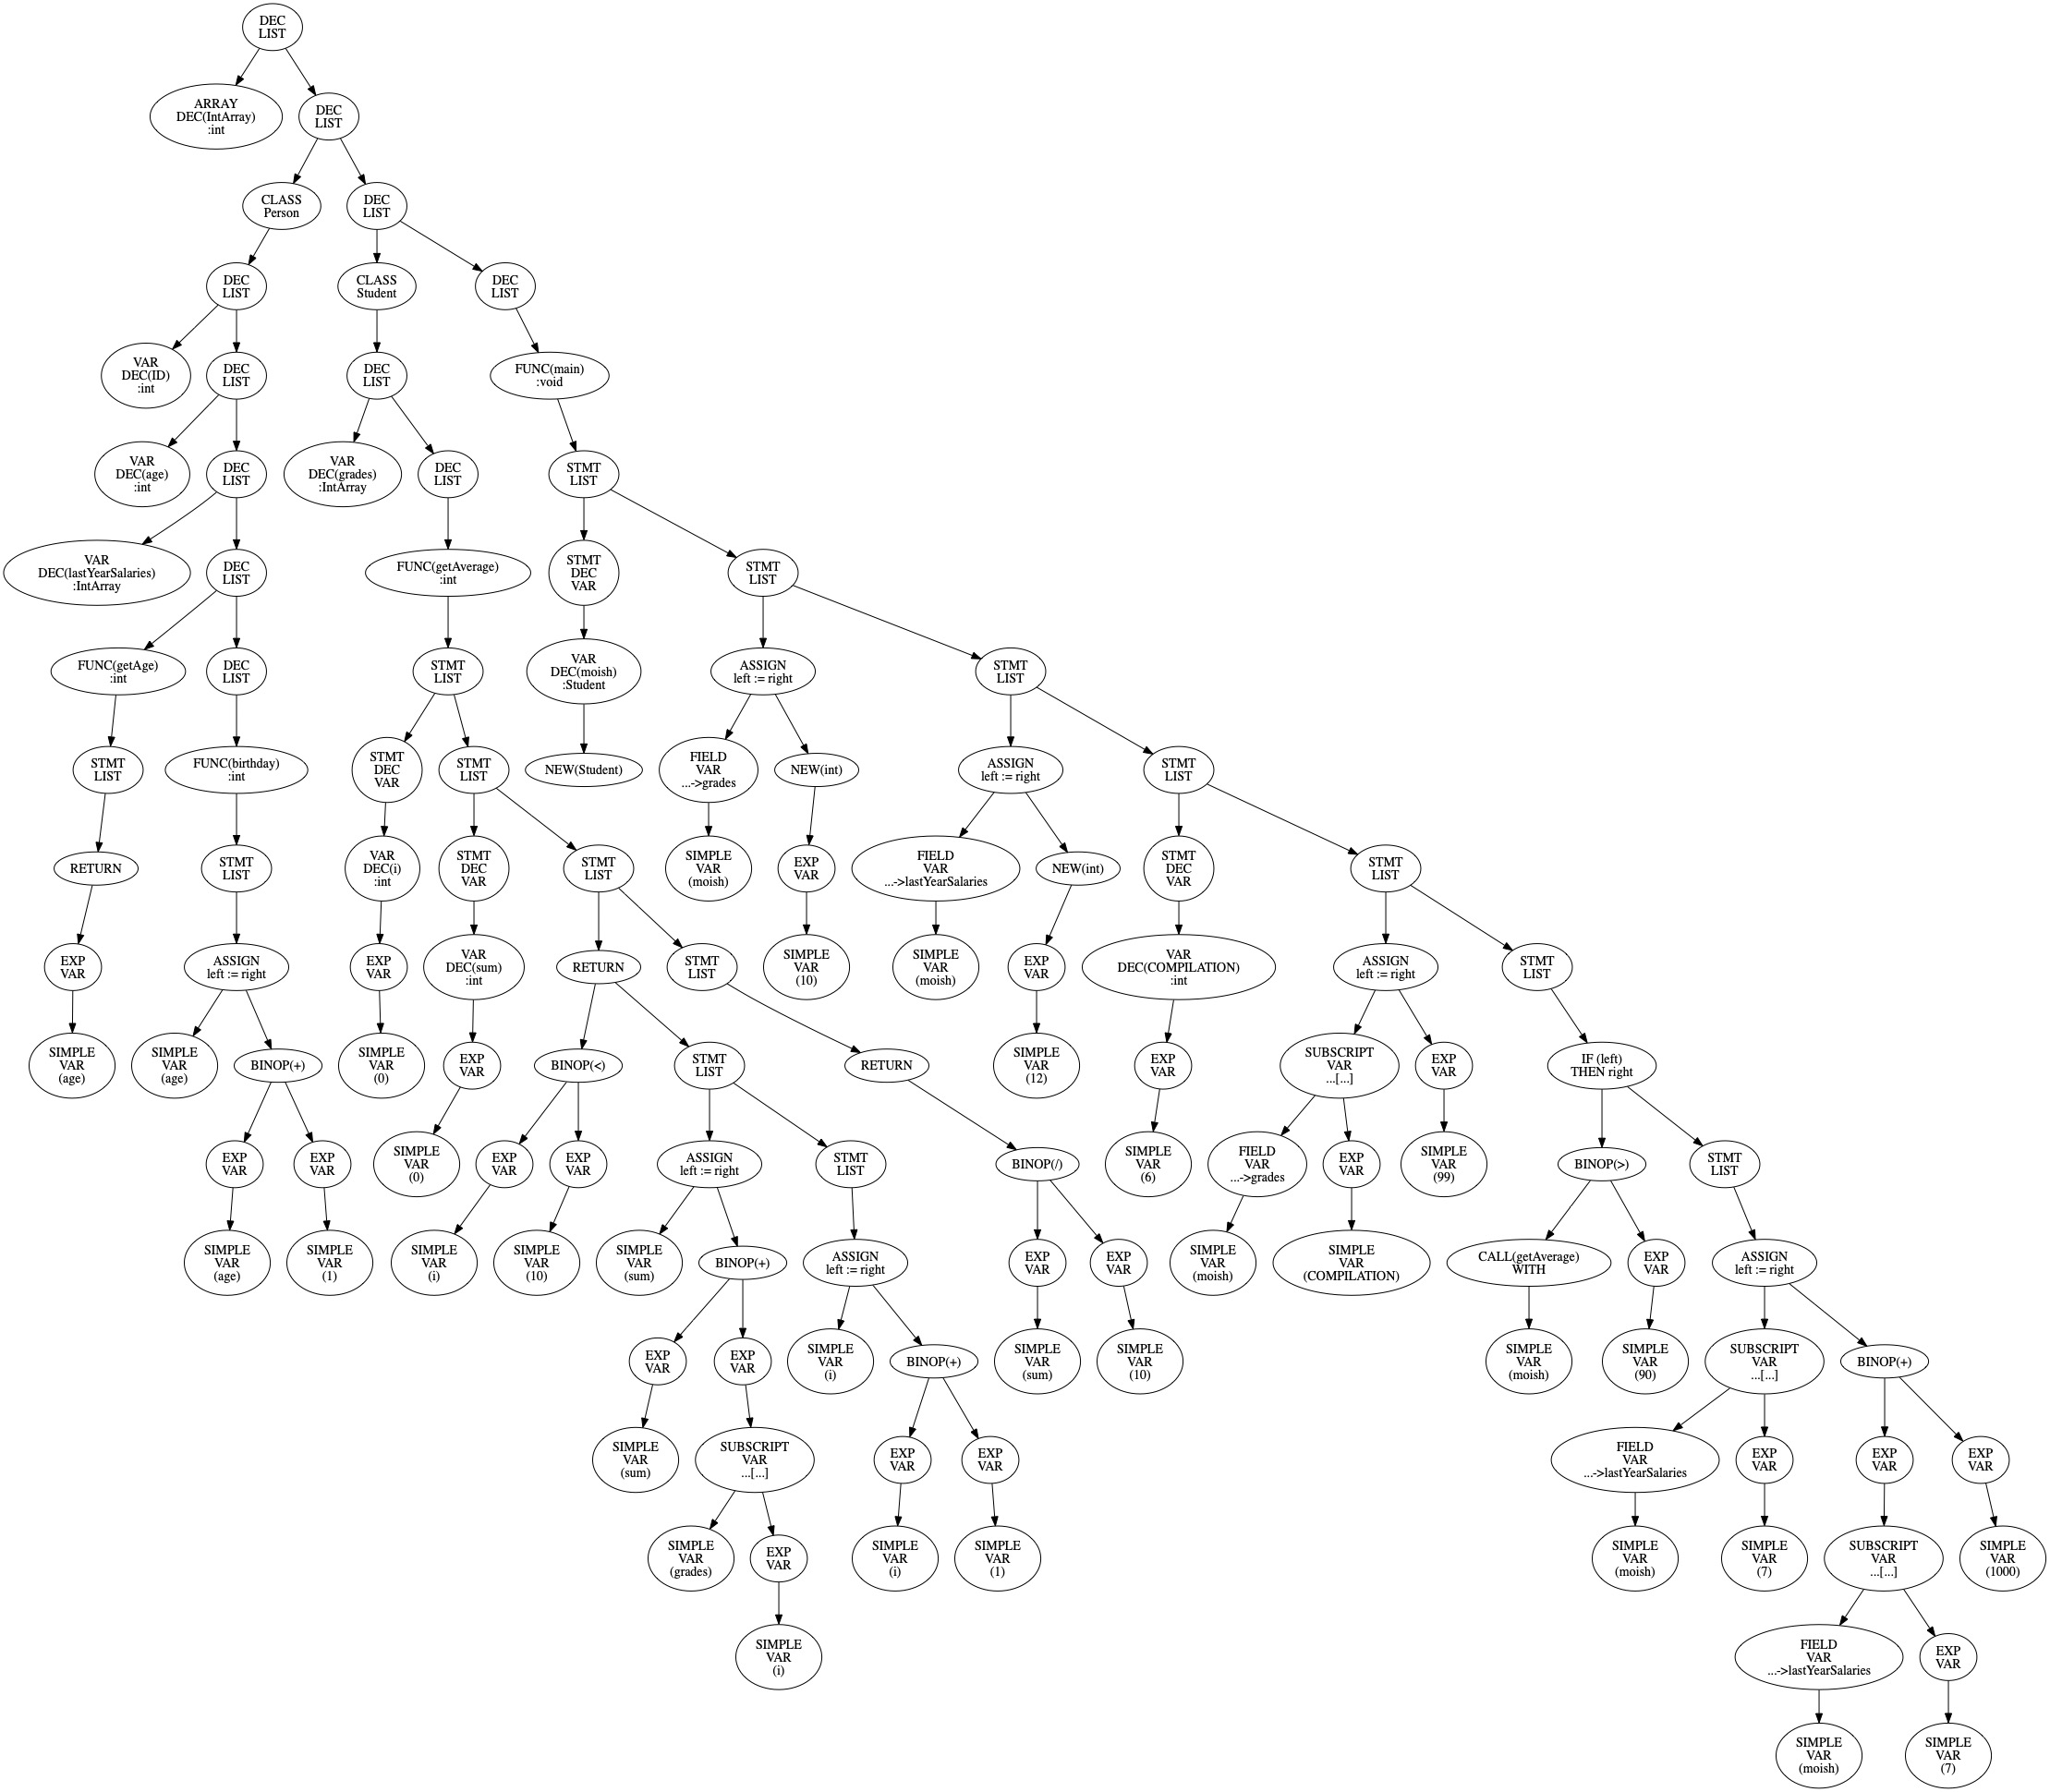 DEC
LIST
ARRAY
DEC(IntArray)
:int
DEC
LIST
CLASS
Person
DEC
LIST
DEC
LIST
CLASS
Student
DEC
LIST
VAR
DEC(ID)
:int
DEC
LIST
DEC
LIST
FUNC(main)
:void
VAR
DEC(age)
:int
DEC
LIST
VAR
DEC(grades)
:IntArray
DEC
LIST
STMT
LIST
VAR
DEC(lastYearSalaries)
:IntArray
DEC
LIST
FUNC(getAverage)
:int
STMT
DEC
VAR
STMT
LIST
FUNC(getAge)
:int
DEC
LIST
STMT
LIST
VAR
DEC(moish)
:Student
ASSIGN
left := right
STMT
LIST
STMT
LIST
FUNC(birthday)
:int
STMT
DEC
VAR
STMT
LIST
NEW(Student)
FIELD
VAR
...->grades
NEW(int)
ASSIGN
left := right
STMT
LIST
RETURN
STMT
LIST
VAR
DEC(i)
:int
STMT
DEC
VAR
STMT
LIST
SIMPLE
VAR
(moish)
EXP
VAR
FIELD
VAR
...->lastYearSalaries
NEW(int)
STMT
DEC
VAR
STMT
LIST
EXP
VAR
ASSIGN
left := right
EXP
VAR
VAR
DEC(sum)
:int
RETURN
STMT
LIST
SIMPLE
VAR
(10)
SIMPLE
VAR
(moish)
EXP
VAR
VAR
DEC(COMPILATION)
:int
ASSIGN
left := right
STMT
LIST
SIMPLE
VAR
(age)
SIMPLE
VAR
(age)
BINOP(+)
SIMPLE
VAR
(0)
EXP
VAR
BINOP(<)
STMT
LIST
RETURN
SIMPLE
VAR
(12)
EXP
VAR
SUBSCRIPT
VAR
...[...]
EXP
VAR
IF (left)
THEN right
EXP
VAR
EXP
VAR
SIMPLE
VAR
(0)
EXP
VAR
EXP
VAR
ASSIGN
left := right
STMT
LIST
BINOP(/)
SIMPLE
VAR
(6)
FIELD
VAR
...->grades
EXP
VAR
SIMPLE
VAR
(99)
BINOP(>)
STMT
LIST
SIMPLE
VAR
(age)
SIMPLE
VAR
(1)
SIMPLE
VAR
(i)
SIMPLE
VAR
(10)
SIMPLE
VAR
(sum)
BINOP(+)
ASSIGN
left := right
EXP
VAR
EXP
VAR
SIMPLE
VAR
(moish)
SIMPLE
VAR
(COMPILATION)
CALL(getAverage)
WITH
EXP
VAR
ASSIGN
left := right
EXP
VAR
EXP
VAR
SIMPLE
VAR
(i)
BINOP(+)
SIMPLE
VAR
(sum)
SIMPLE
VAR
(10)
SIMPLE
VAR
(moish)
SIMPLE
VAR
(90)
SUBSCRIPT
VAR
...[...]
BINOP(+)
SIMPLE
VAR
(sum)
SUBSCRIPT
VAR
...[...]
EXP
VAR
EXP
VAR
FIELD
VAR
...->lastYearSalaries
EXP
VAR
EXP
VAR
EXP
VAR
SIMPLE
VAR
(grades)
EXP
VAR
SIMPLE
VAR
(i)
SIMPLE
VAR
(1)
SIMPLE
VAR
(moish)
SIMPLE
VAR
(7)
SUBSCRIPT
VAR
...[...]
SIMPLE
VAR
(1000)
SIMPLE
VAR
(i)
FIELD
VAR
...->lastYearSalaries
EXP
VAR
SIMPLE
VAR
(moish)
SIMPLE
VAR
(7)